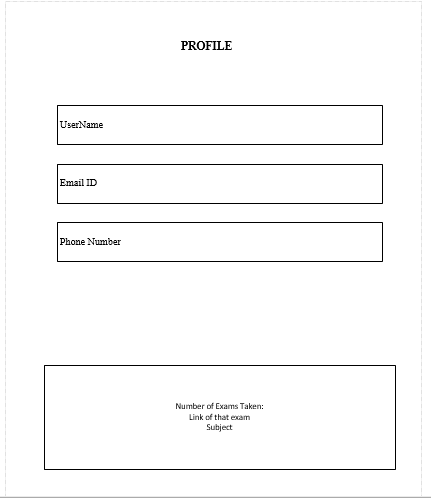 PROFILE
UserName
Email ID
Phone Number
Number of Exams Taken:
Link of that exam
Subject